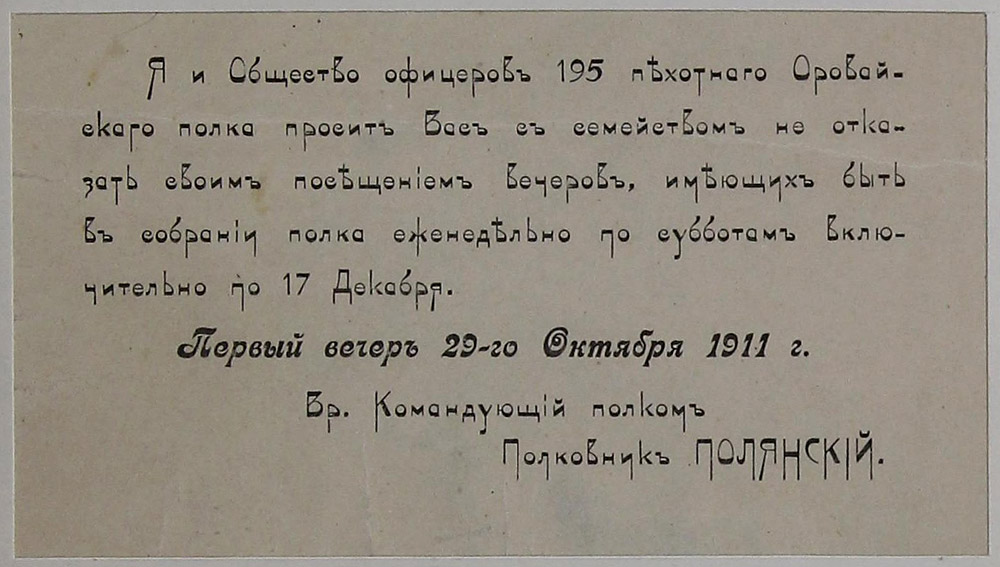 Я и Общество офицеровъ 195 пѣхотнаго Оровай-
скаго полка проситъ Васъ съ семействомъ не отка-
зать своимъ посѣщеніемъ вечеровъ, имѣющихъ быть
въ собраніи полка еженедѣльно по субботамъ вклю-
чительно по 17 Декабря.
Первый вечеръ 29-го Октября 1911 г.
Вр. Командующій полкомъ
Полковникъ ПОЛЯНСКІЙ.